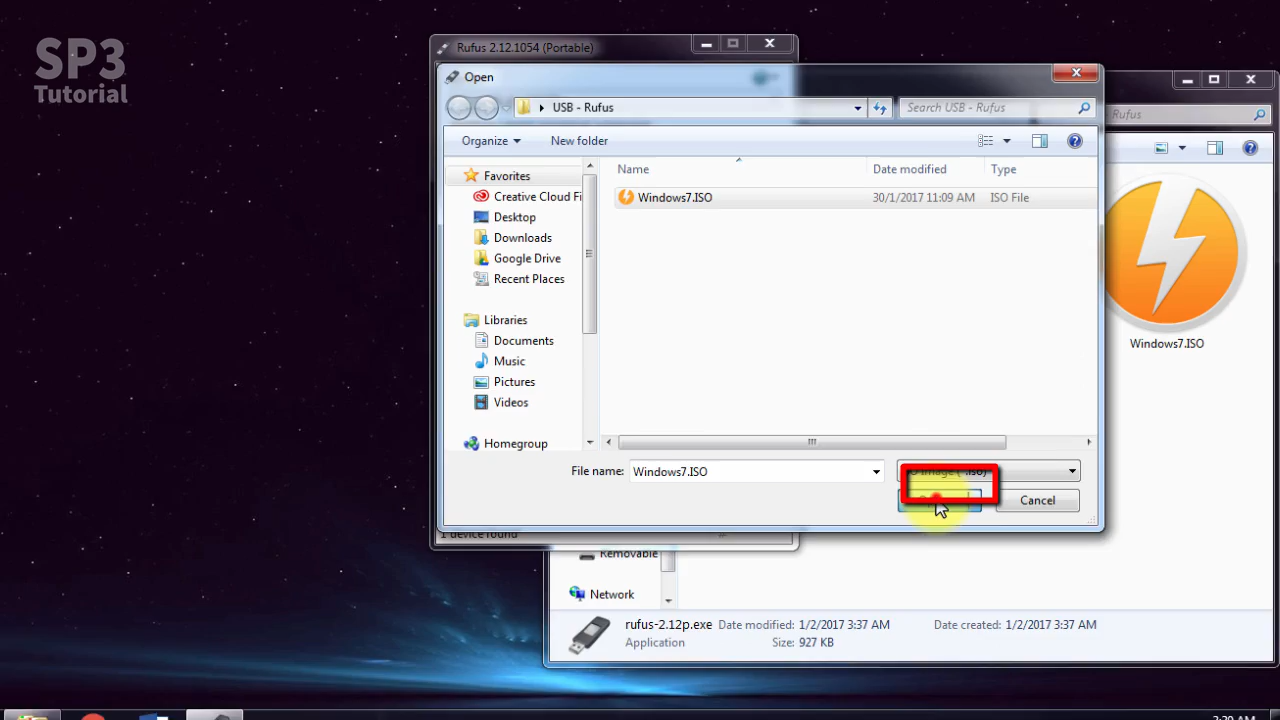 SP3
Tutorial
Rufus 2.12.1054 (Portable)
Open
USB - Rufus
Search USB - Rufus
Rufus
Organize
New folder
Name
Date modified
Type
Favorites
Windows7.ISO
30/1/2017 11:09 AM
ISO File
Creative Cloud Fi
Desktop
Downloads
Google Drive
Recent Places
Libraries
Documents
Music
Pictures
Videos
Homegroup
Windows7.ISO
File name:
Windows7.ISO
Cancel
1 device found
Removable
Network
rufus-2.12p.exe
Date modified: 1/2/2017 3:37 AM
Date created: 1/2/2017 3:37 AM
Application
Size: 927 KB